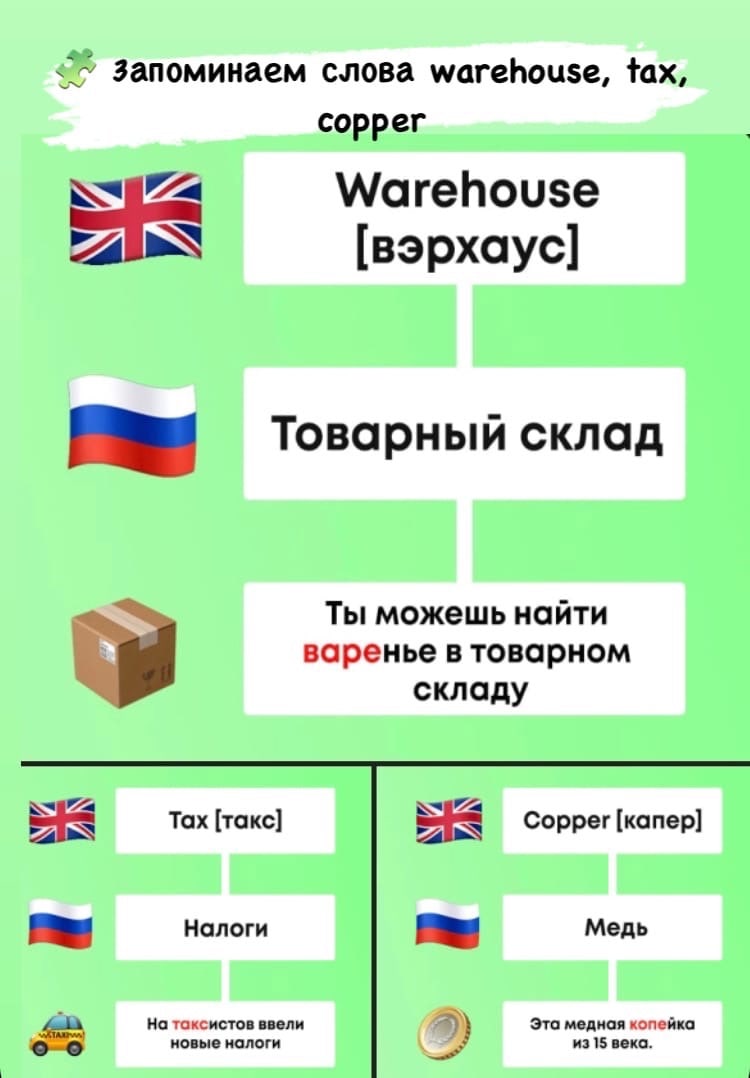 Запоминаем слова warehouse, tax,
copper
Warehouse
[вэрхаус]
Товарный склад
Ты можешь найти
варенье в товарном
складу
Tax [такс]
Налоги
TAXI
На таксистов ввели
новые налоги
Copper [капер]
Медь
Эта медная копейка
из 15 века.